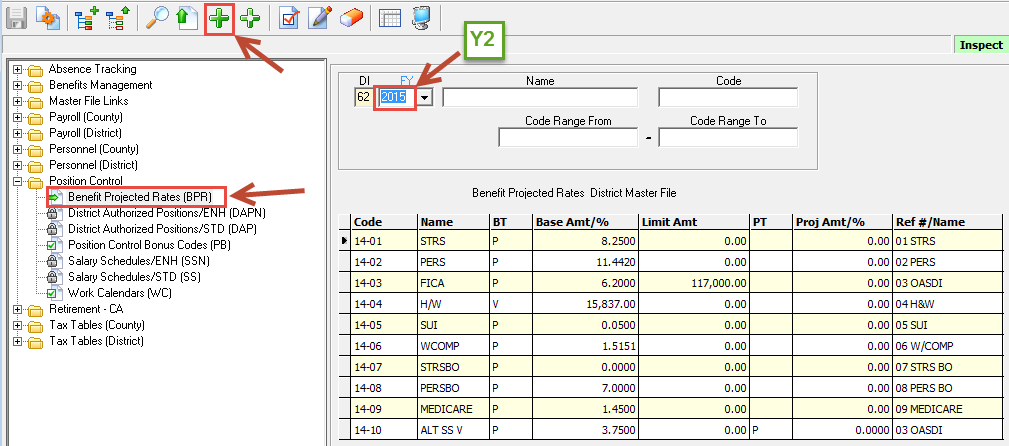 Y2
Inspect
Absence Tracking
Benefits Management
Master File Links
Payroll (County)
Payroll (District)
Personnel (County)
Personnel (District)
Position Control
Benefit Projected Rates (BPR)
District Authorized Positions/ENH (DAPN)
District Authorized Positions/STD (DAP)
Position Control Bonus Codes (PB)
Salary Schedules/ENH (SSN)
Salary Schedules/STD (SS)
Work Calendars (WC)
Retirement - CA
Tax Tables (County)
Tax Tables (District)
DI FY Name Code
62 2015
Code Range From - Code Range To
Benefit Projected Rates District Master File
Code Name BT Base Amt/% Limit Amt PT Proj Amt/% Ref #/Name
14-01 STRS P 8.2500 0.00 0.00 01 STRS
14-02 PERS P 11.4420 0.00 0.00 02 PERS
14-03 FICA P 6.2000 117,000.00 0.00 03 OASDI
14-04 H/W V 15,837.00 0.00 0.00 04 H&W
14-05 SUI P 0.0500 0.00 0.00 05 SUI
14-06 WCOMP P 1.5151 0.00 0.00 06 W/COMP
14-07 STRSBO P 0.0000 0.00 0.00 07 STRS BO
14-08 PERSBO P 7.0000 0.00 0.00 08 PERS BO
14-09 MEDICARE P 1.4500 0.00 0.00 09 MEDICARE
14-10 ALT SS V P 3.7500 0.00 P 0.0000 03 OASDI